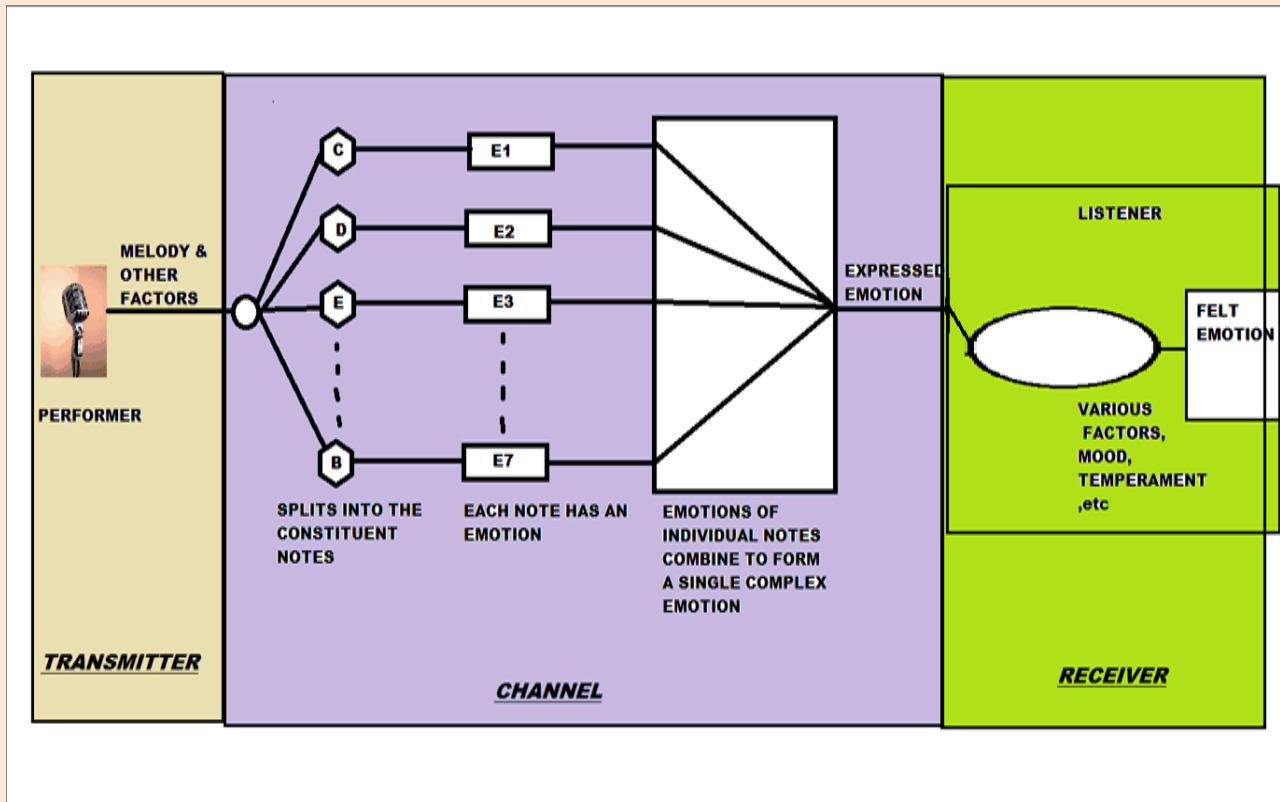 MELODY &
OTHER
FACTORS
PERFORMER
TRANSMITTER
C
E1
D
E2
E
E3
B
E7
SPLITS INTO THE
CONSTITUENT
NOTES
EACH NOTE HAS AN
EMOTION
EMOTIONS OF
INDIVIDUAL NOTES
COMBINE TO FORM
A SINGLE COMPLEX
EMOTION
EXPRESSED
EMOTION
CHANNEL
LISTENER
FELT
EMOTION
VARIOUS
FACTORS,
MOOD,
TEMPERAMENT
,etc
RECEIVER